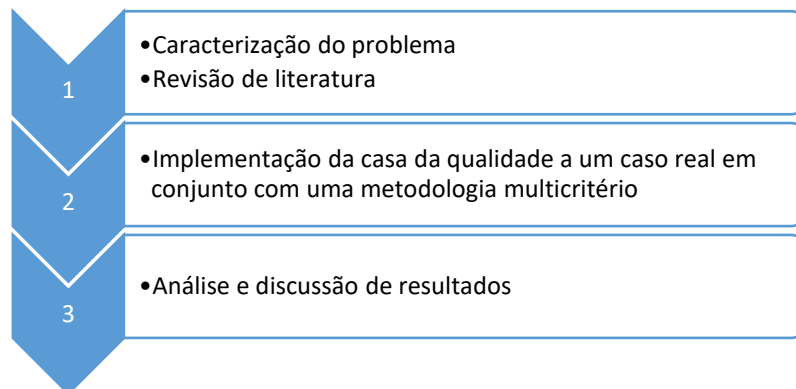 1
•Caracterização do problema
•Revisão de literatura
2
•Implementação da casa da qualidade a um caso real em
conjunto com uma metodologia multicritério
3
•Análise e discussão de resultados